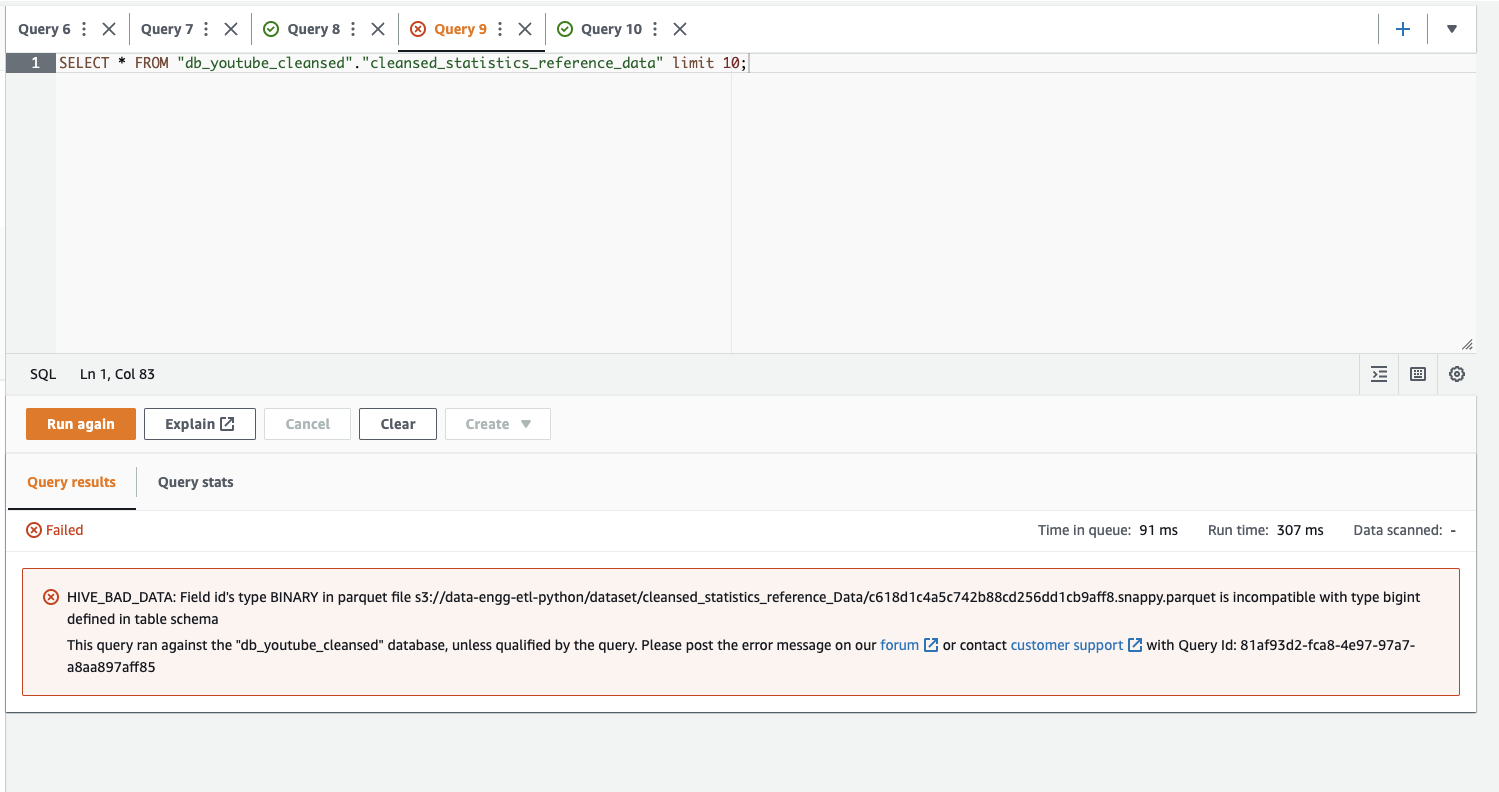 Query 6 Query 7 Query 8 Query 9 Query 10
1 SELECT * FROM "db_youtube_cleansed"."cleansed_statistics_reference_data" limit 10;
SQL Ln 1, Col 83
Run again Explain Cancel Clear Create
Query results Query stats
Failed Time in queue: 91 ms Run time: 307 ms Data scanned: -
HIVE_BAD_DATA: Field id's type BINARY in parquet file s3://data-engg-etl-python/dataset/cleansed_statistics_reference_Data/c618d1c4a5c742b88cd256dd1cb9aff8.snappy.parquet is incompatible with type bigint
defined in table schema
This query ran against the "db_youtube_cleansed" database, unless qualified by the query. Please post the error message on our forum or contact customer support with Query Id: 81af93d2-fca8-4e97-97a7-
a8aa897aff85